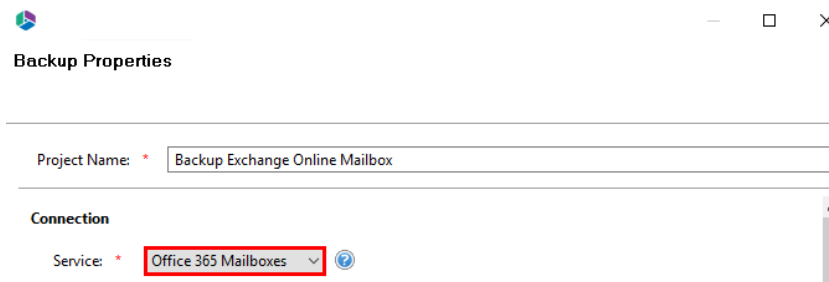 Backup Properties
Project Name: * Backup Exchange Online Mailbox
Connection
Service: * Office 365 Mailboxes ?